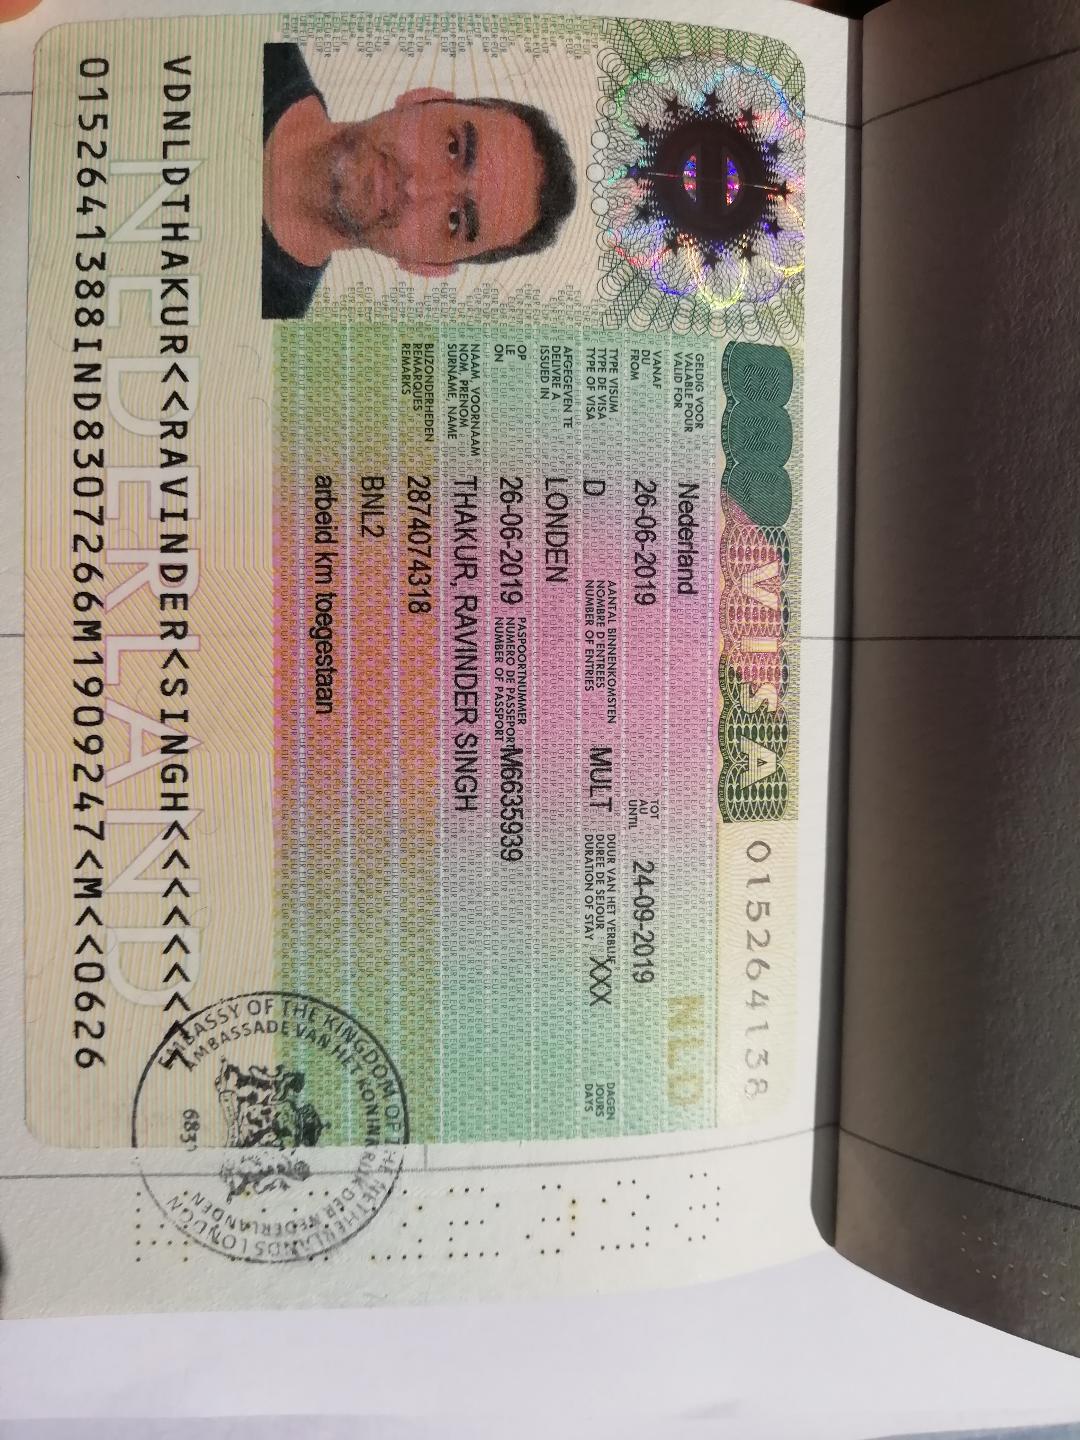 BNL VISA 015264138
NLD
GELDIG VOOR
VALABLE POUR
VALID FOR
Nederland
VANAF
DU
FROM
26-06-2019
TOT
AU
UNTIL
24-09-2019
TYPE VISUM
TYPE DE VISA
TYPE OF VISA
D
AANTAL BINNENKOMSTEN
NOMBRE D'ENTREES
NUMBER OF ENTRIES
MULT
DUUR VAN HET VERBLIJF
DUREE DE SEJOUR
DURATION OF STAY
XXX
DAGEN
JOURS
DAYS
AFGEGEVEN TE
DELIVRE A
ISSUED IN
LONDEN
OP
LE
ON
26-06-2019
PASPOORTNUMMER
NUMERO DE PASSEPORT
NUMBER OF PASSPORT
M6635939
NAAM, VOORNAAM
NOM, PRENOM
SURNAME, NAME
THAKUR, RAVINDER SINGH
BIJZONDERHEDEN
REMARQUES
REMARKS
2874074318
BNL2
arbeid km toegestaan
EMBASSY OF THE KINGDOM OF THE NETHERLANDS LONDON
AMBASSADE VAN HET KONINKRIJK DER NEDERLANDEN
NEDERLAND
VDNLDTHAKUR<<RAVINDER<SINGH<<<<<<<<<
0152641388IND8307266M1909247<M<<0626